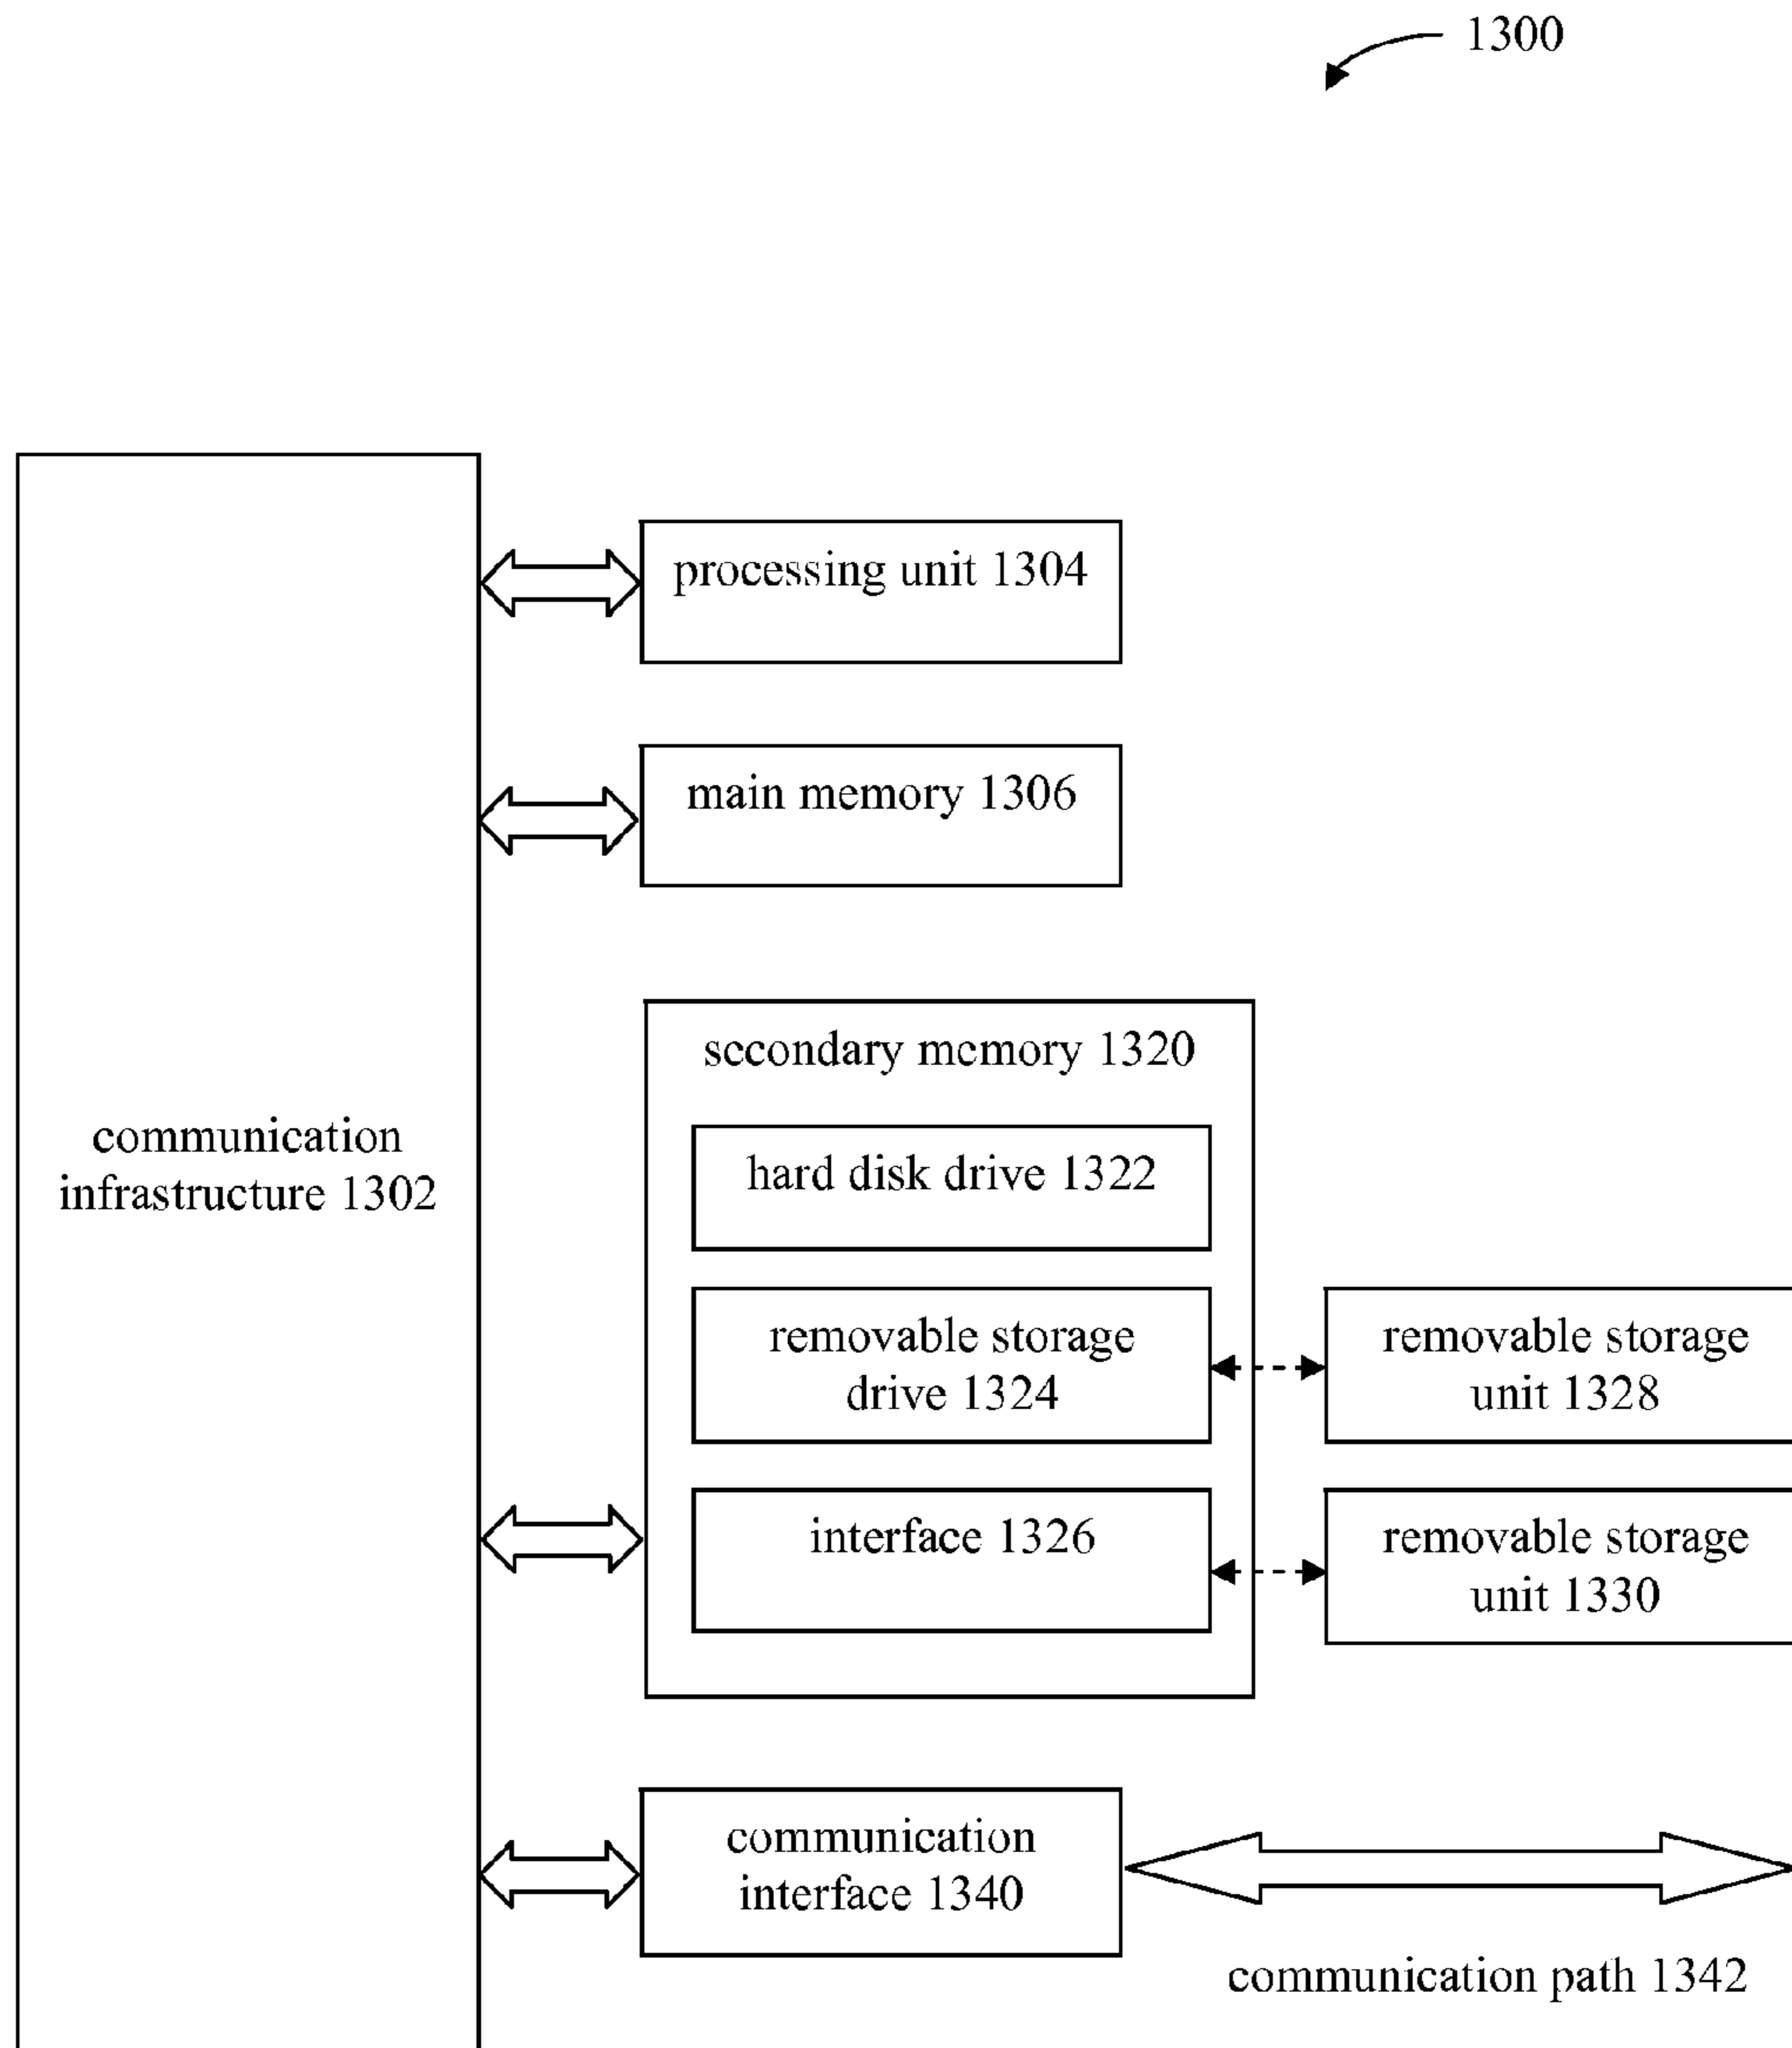 1300
processing unit 1304
main memory 1306
secondary memory 1320
communication
infrastructure 1302
hard disk drive 1322
removable storage
drive 1324
removable storage
unit 1328
interface 1326
removable storage
unit 1330
communication
interface 1340
communication path 1342